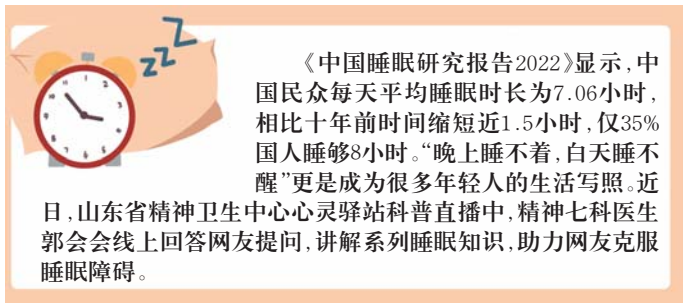 zzz
《中国睡眠研究报告2022》显示,中
国民众每天平均睡眠时长为7.06小时,
相比十年前时间缩短近1.5小时,仅35%
国人睡够8小时。“晚上睡不着,白天睡不
醒”更是成为很多年轻人的生活写照。近
日,山东省精神卫生中心心灵驿站科普直播中,精神七科医生
郭会会线上回答网友提问,讲解系列睡眠知识,助力网友克服
睡眠障碍。